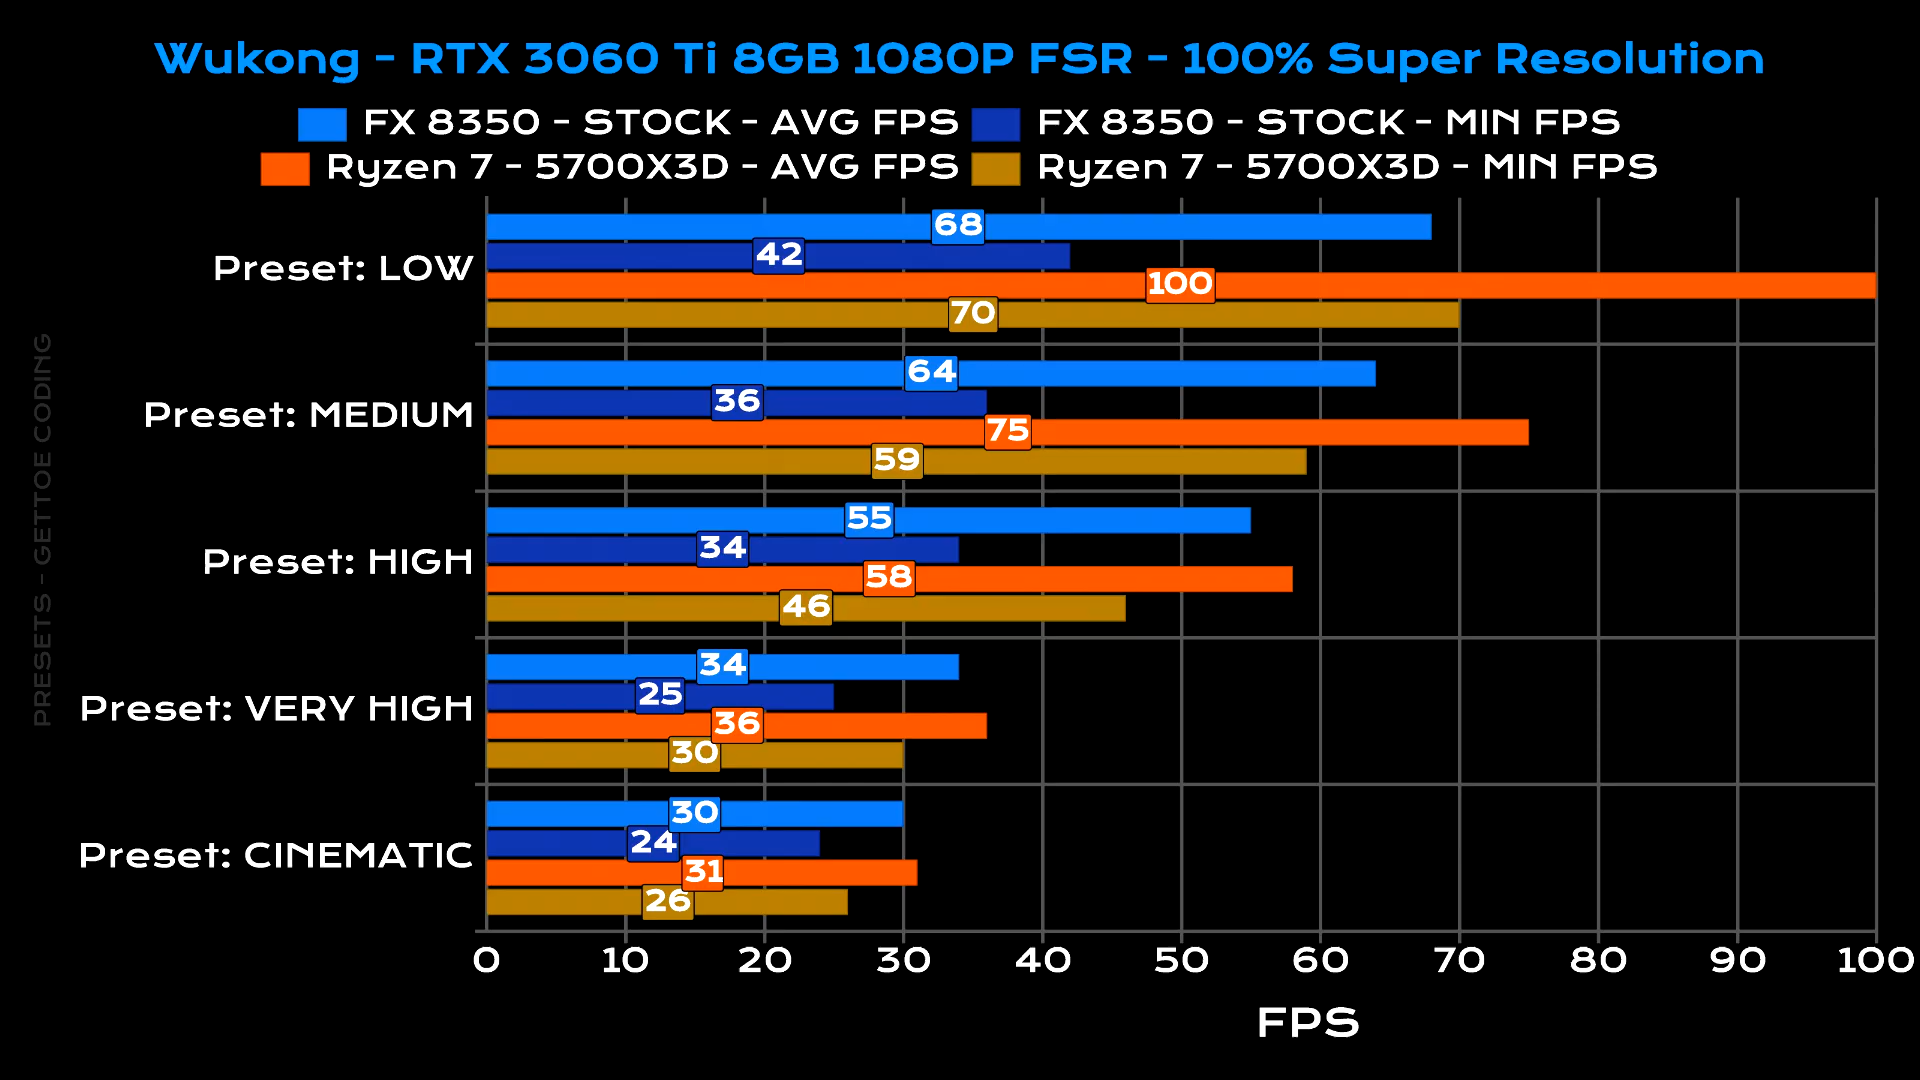 Wukong - RTX 3060 Ti 8GB 1080P FSR - 100% Super Resolution
FX 8350 - STOCK - AVG FPS FX 8350 - STOCK - MIN FPS
Ryzen 7 - 5700X3D - AVG FPS Ryzen 7 - 5700X3D - MIN FPS
PRESETS - GETTOE CODING
Preset: LOW
68
42
100
70
Preset: MEDIUM
64
36
75
59
Preset: HIGH
55
34
58
46
Preset: VERY HIGH
34
25
36
30
Preset: CINEMATIC
30
24
31
26
0 10 20 30 40 50 60 70 80 90 100
FPS